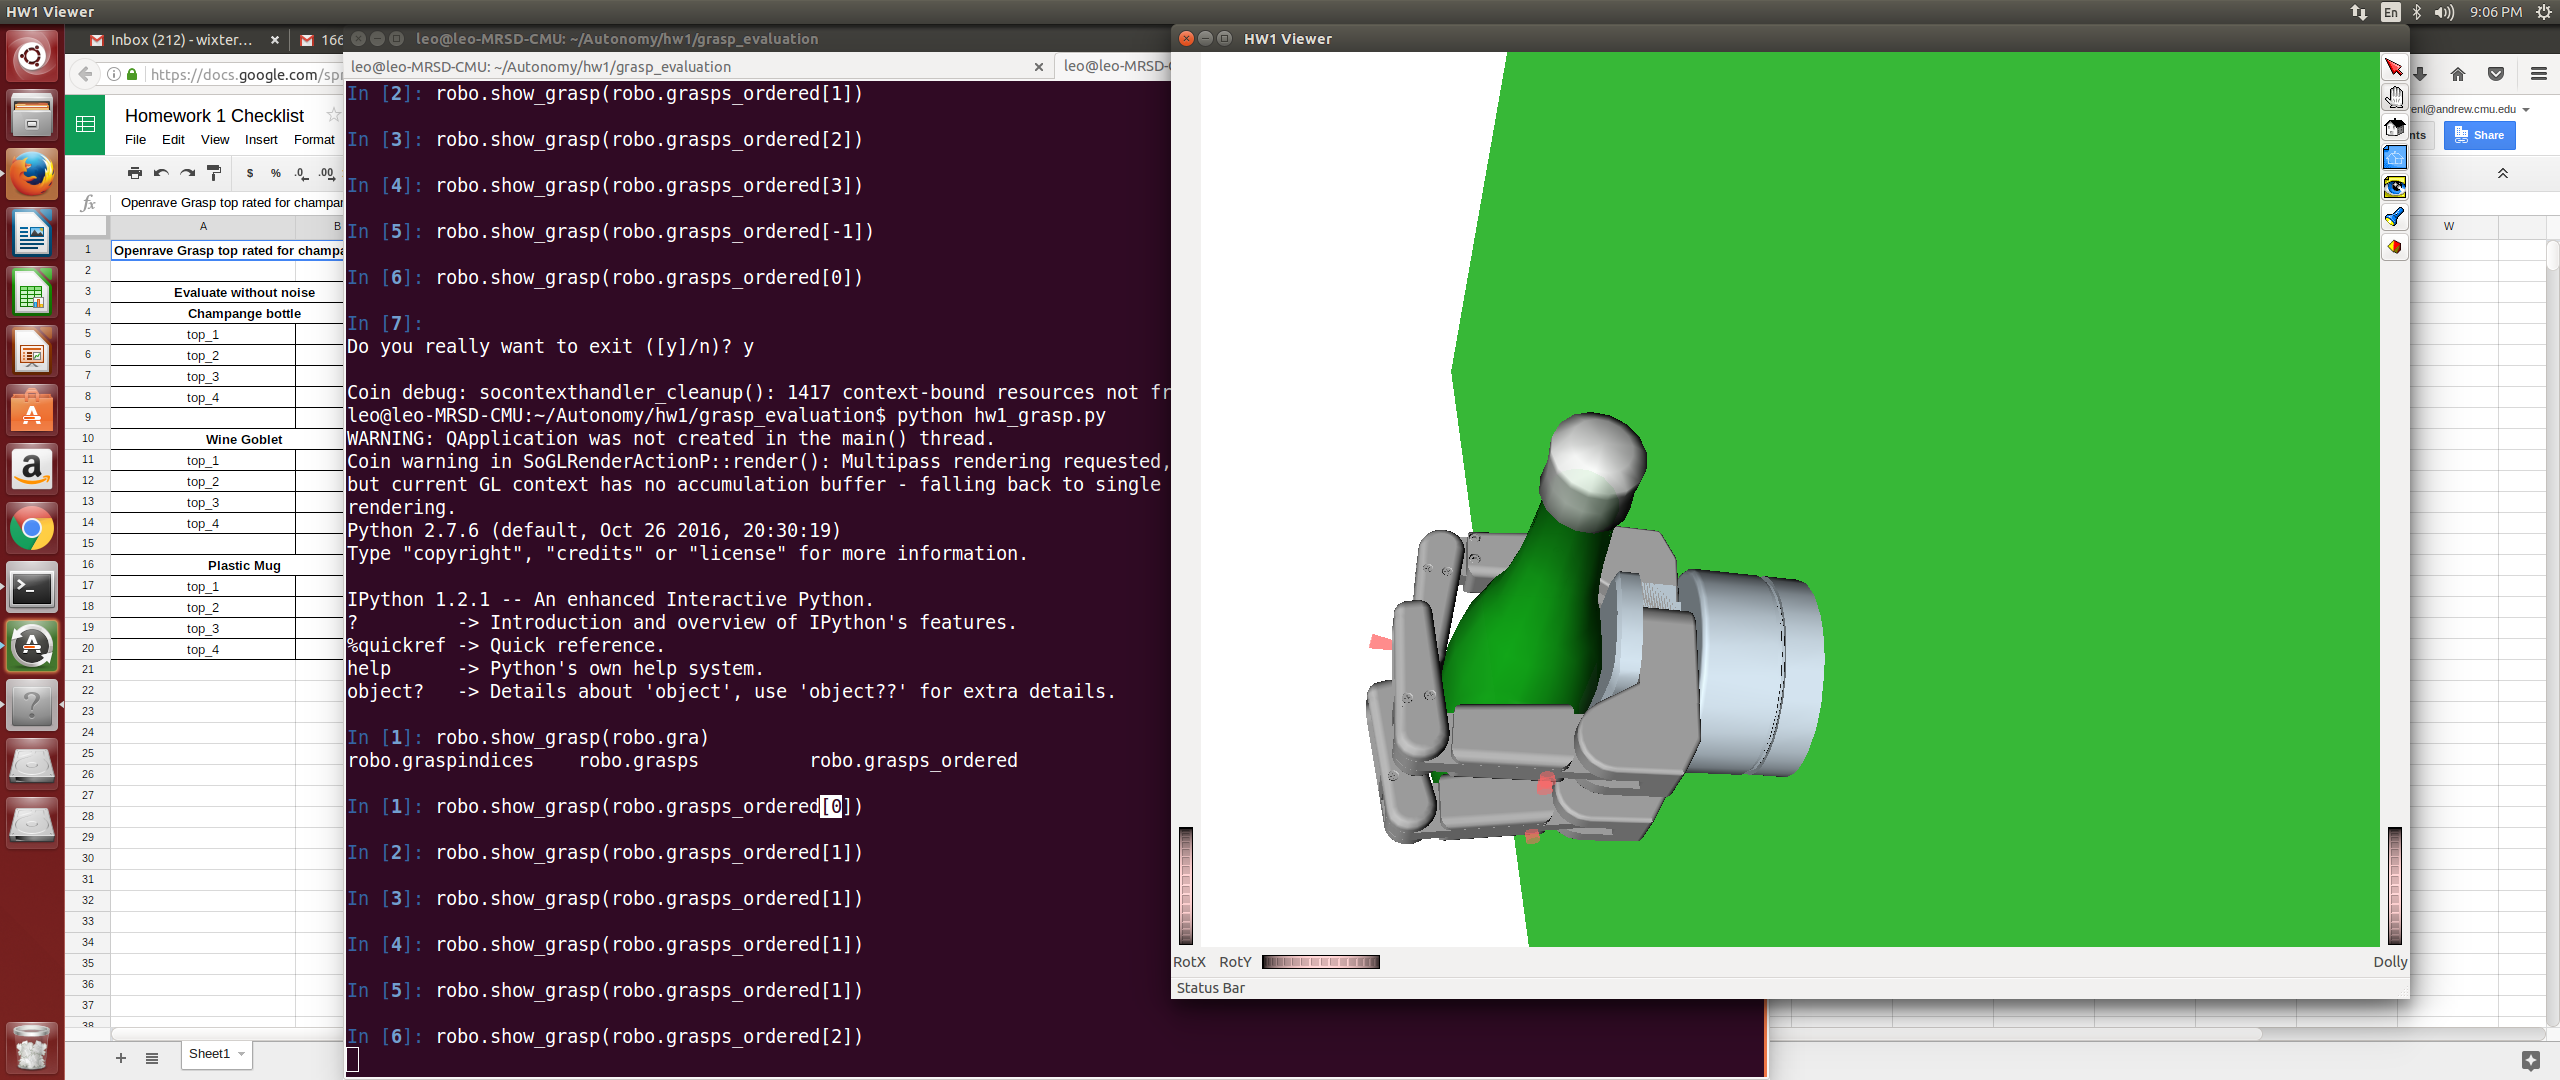 HW1 Viewer
En
9:06 PM
Inbox (212) - wixter...
166
https://docs.google.com/spr
Homework 1 Checklist
File Edit View Insert Format
$ % .0 .00
fx Openrave Grasp top rated for champa
A B
1 Openrave Grasp top rated for champa
2
3 Evaluate without noise
4 Champange bottle
5 top_1
6 top_2
7 top_3
8 top_4
9
10 Wine Goblet
11 top_1
12 top_2
13 top_3
14 top_4
15
16 Plastic Mug
17 top_1
18 top_2
19 top_3
20 top_4
21
22
23
24
25
26
27
28
29
30
31
32
33
34
35
36
37
38
Sheet1
leo@leo-MRSD-CMU: ~/Autonomy/hw1/grasp_evaluation
leo@leo-MRSD-CMU: ~/Autonomy/hw1/grasp_evaluation
leo@leo-MRSD-C
In [2]: robo.show_grasp(robo.grasps_ordered[1])
In [3]: robo.show_grasp(robo.grasps_ordered[2])
In [4]: robo.show_grasp(robo.grasps_ordered[3])
In [5]: robo.show_grasp(robo.grasps_ordered[-1])
In [6]: robo.show_grasp(robo.grasps_ordered[0])
In [7]:
Do you really want to exit ([y]/n)? y
Coin debug: socontexthandler_cleanup(): 1417 context-bound resources not fr
leo@leo-MRSD-CMU:~/Autonomy/hw1/grasp_evaluation$ python hw1_grasp.py
WARNING: QApplication was not created in the main() thread.
Coin warning in SoGLRenderActionP::render(): Multipass rendering requested,
but current GL context has no accumulation buffer - falling back to single
rendering.
Python 2.7.6 (default, Oct 26 2016, 20:30:19)
Type "copyright", "credits" or "license" for more information.
IPython 1.2.1 -- An enhanced Interactive Python.
? -> Introduction and overview of IPython's features.
%quickref -> Quick reference.
help -> Python's own help system.
object? -> Details about 'object', use 'object??' for extra details.
In [1]: robo.show_grasp(robo.gra)
robo.graspindices robo.grasps robo.grasps_ordered
In [1]: robo.show_grasp(robo.grasps_ordered[0])
In [2]: robo.show_grasp(robo.grasps_ordered[1])
In [3]: robo.show_grasp(robo.grasps_ordered[1])
In [4]: robo.show_grasp(robo.grasps_ordered[1])
In [5]: robo.show_grasp(robo.grasps_ordered[1])
In [6]: robo.show_grasp(robo.grasps_ordered[2])
HW1 Viewer
RotX RotY
Dolly
Status Bar
enl@andrew.cmu.edu
nts
Share
W